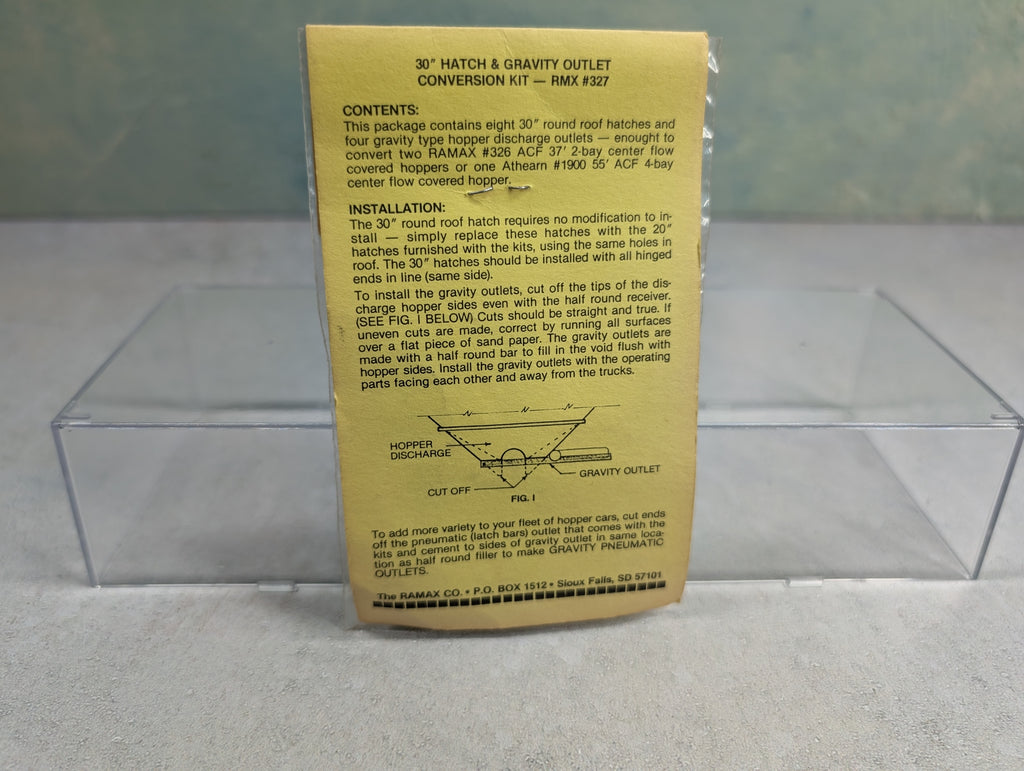 30″ HATCH & GRAVITY OUTLET
CONVERSION KIT — RMX #327
CONTENTS:
This package contains eight 30″ round roof hatches and
four gravity type hopper discharge outlets — enought to
convert two RAMAX #326 ACF 37′ 2-bay center flow
covered hoppers or one Athearn #1900 55′ ACF 4-bay
center flow covered hopper.
INSTALLATION:
The 30″ round roof hatch requires no modification to in-
stall — simply replace these hatches with the 20″
hatches furnished with the kits, using the same holes in
roof. The 30″ hatches should be installed with all hinged
ends in line (same side).
To install the gravity outlets, cut off the tips of the dis-
charge hopper sides even with the half round receiver.
(SEE FIG. I BELOW) Cuts should be straight and true. If
uneven cuts are made, correct by running all surfaces
over a flat piece of sand paper. The gravity outlets are
made with a half round bar to fill in the void flush with
hopper sides. Install the gravity outlets with the operating
parts facing each other and away from the trucks.
HOPPER
DISCHARGE
GRAVITY OUTLET
CUT OFF
FIG. I
To add more variety to your fleet of hopper cars, cut ends
off the pneumatic (latch bars) outlet that comes with the
kits and cement to sides of gravity outlet in same loca-
tion as half round filler to make GRAVITY PNEUMATIC
OUTLETS.
The RAMAX CO. • P.O. BOX 1512 • Sioux Falls, SD 57101